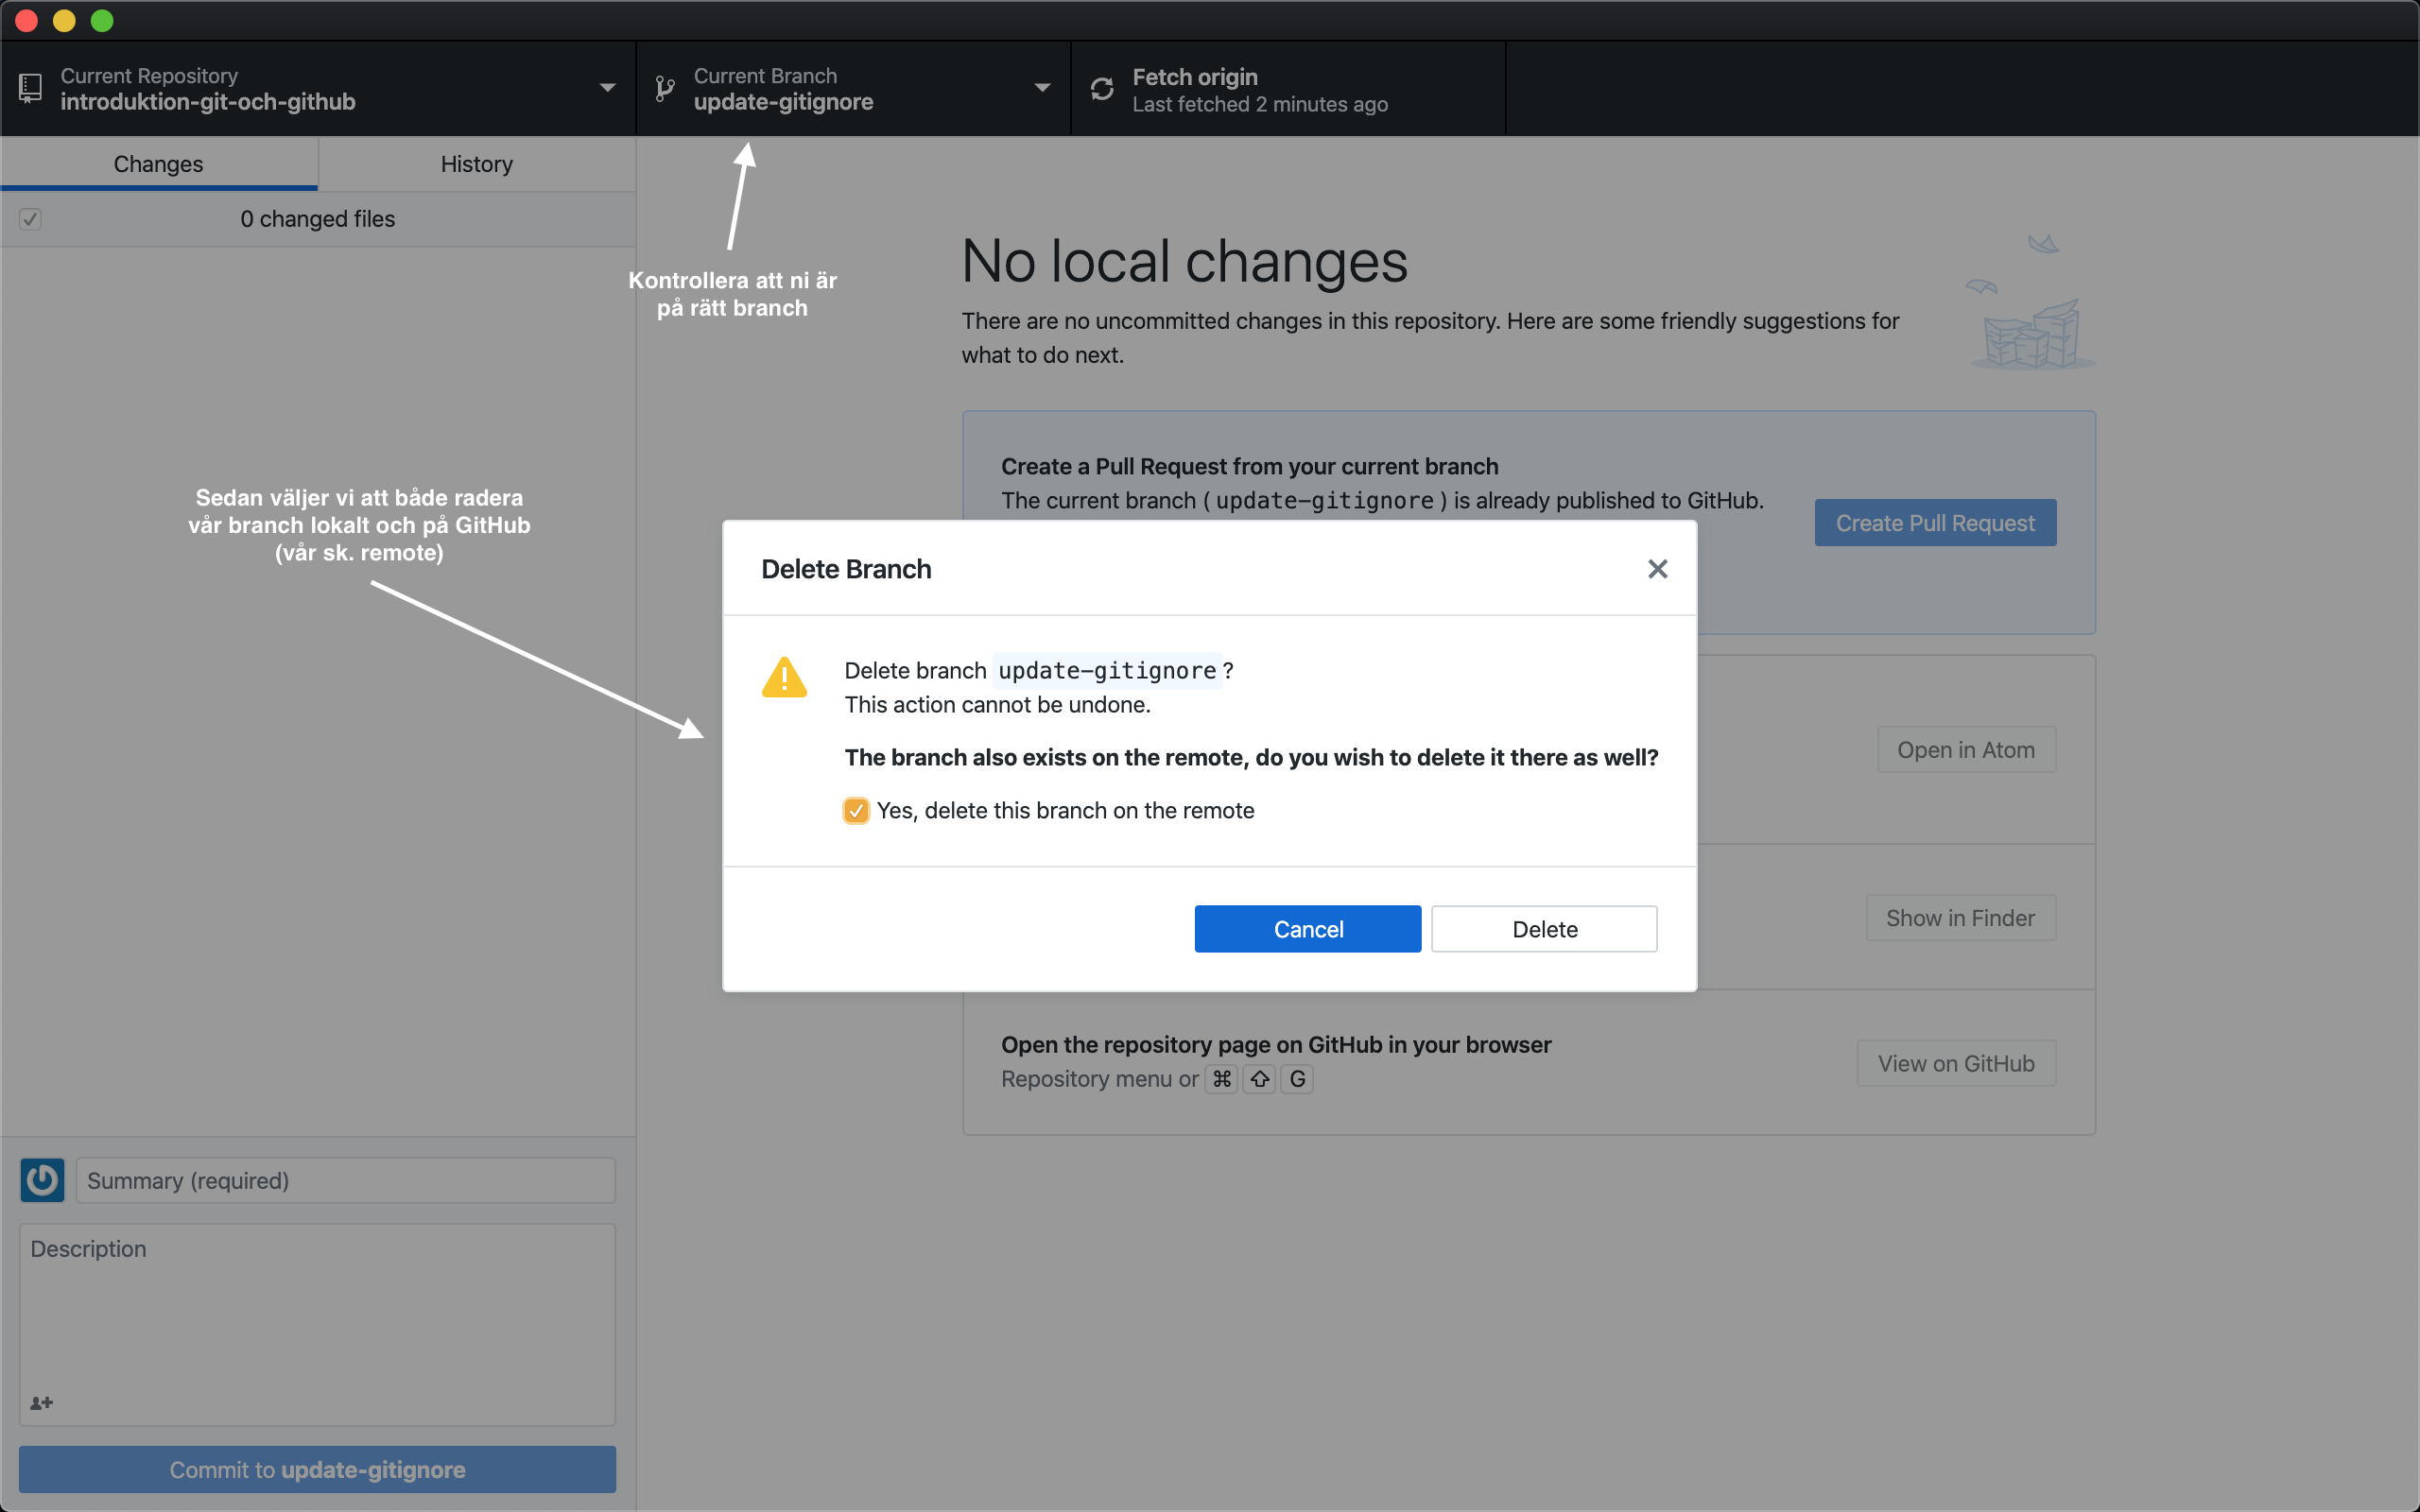 Current Repository
introduktion-git-och-github
Current Branch
update-gitignore
Fetch origin
Last fetched 2 minutes ago
Changes
History
0 changed files
Kontrollera att ni är
på rätt branch
Sedan väljer vi att både radera
vår branch lokalt och på GitHub
(vår sk. remote)
No local changes
There are no uncommitted changes in this repository. Here are some friendly suggestions for
what to do next.
Create a Pull Request from your current branch
The current branch ( update-gitignore ) is already published to GitHub.
Create Pull Request
Delete Branch
Delete branch update-gitignore ?
This action cannot be undone.
The branch also exists on the remote, do you wish to delete it there as well?
Yes, delete this branch on the remote
Cancel
Delete
Open in Atom
Show in Finder
Open the repository page on GitHub in your browser
Repository menu or ⌘ ⇧ G
View on GitHub
Summary (required)
Description
Commit to update-gitignore